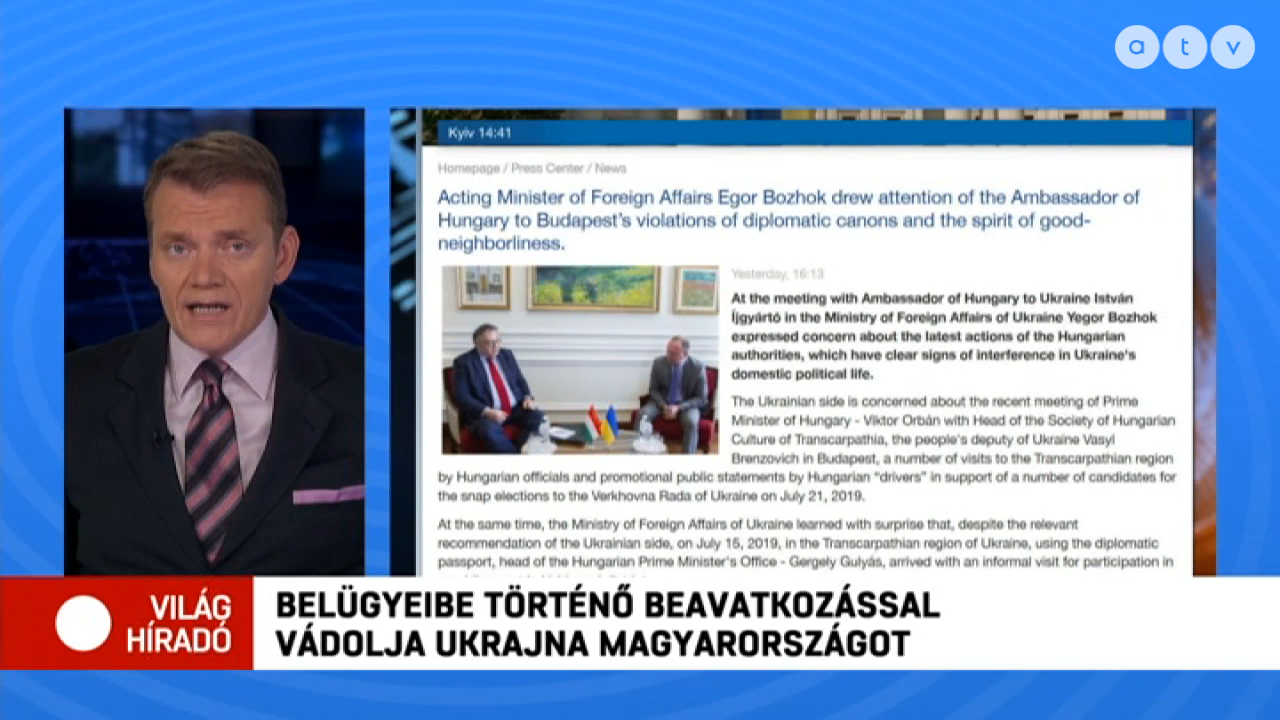 atv
Kyiv 14:41
Homepage / Press Center / News
Acting Minister of Foreign Affairs Egor Bozhok drew attention of the Ambassador of
Hungary to Budapest's violations of diplomatic canons and the spirit of good-
neighborliness.
Yesterday, 16:13
At the meeting with Ambassador of Hungary to Ukraine István
Íjgyártó in the Ministry of Foreign Affairs of Ukraine Yegor Bozhok
expressed concern about the latest actions of the Hungarian
authorities, which have clear signs of interference in Ukraine's
domestic political life.
The Ukrainian side is concerned about the recent meeting of Prime
Minister of Hungary - Viktor Orbán with Head of the Society of Hungarian
Culture of Transcarpathia, the people's deputy of Ukraine Vasyl
Brenzovich in Budapest, a number of visits to the Transcarpathian region
by Hungarian officials and promotional public statements by Hungarian "drivers" in support of a number of candidates for
the snap elections to the Verkhovna Rada of Ukraine on July 21, 2019.
At the same time, the Ministry of Foreign Affairs of Ukraine learned with surprise that, despite the relevant
recommendation of the Ukrainian side, on July 15, 2019, in the Transcarpathian region of Ukraine, using the diplomatic
passport, head of the Hungarian Prime Minister's Office - Gergely Gulyás, arrived with an informal visit for participation in
VILÁG
HÍRADÓ
BELÜGYEIBE TÖRTÉNŐ BEAVATKOZÁSSAL
VÁDOLJA UKRAJNA MAGYARORSZÁGOT